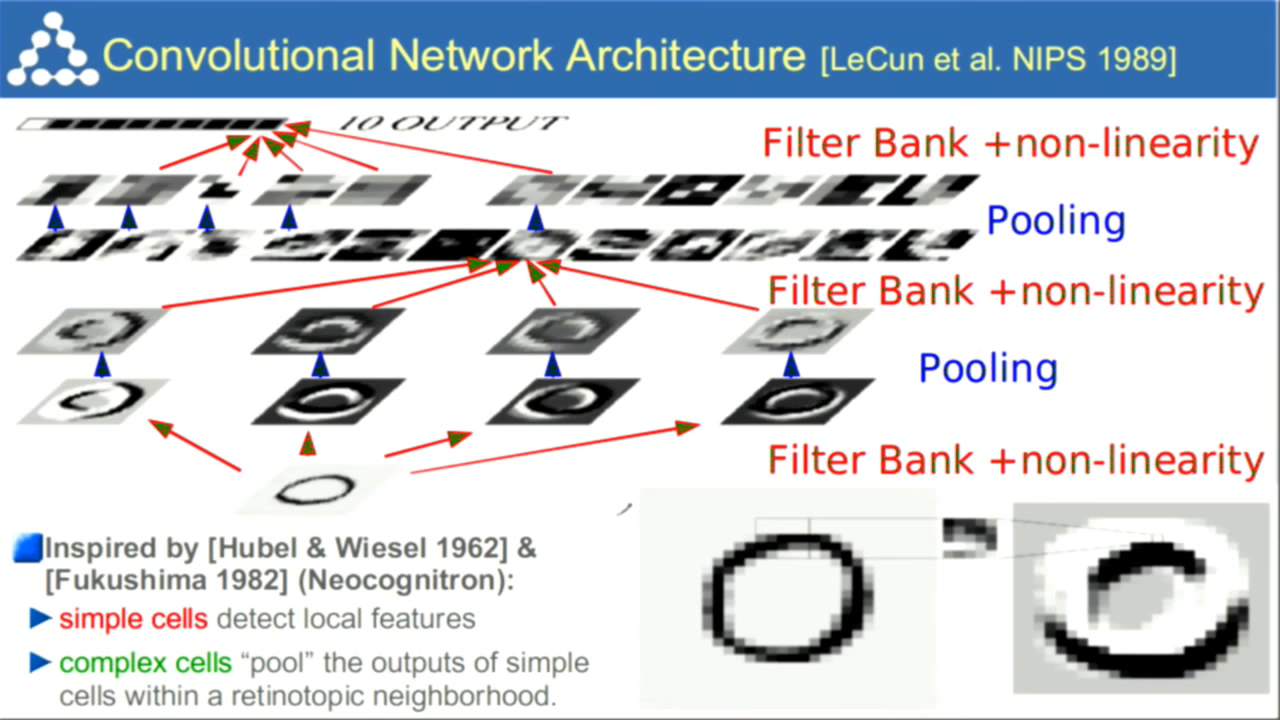 Convolutional Network Architecture [LeCun et al. NIPS 1989]
10 OUTPUT
Filter Bank +non-linearity
Pooling
Filter Bank +non-linearity
Pooling
Filter Bank +non-linearity
Inspired by [Hubel & Wiesel 1962] &
[Fukushima 1982] (Neocognitron):
simple cells detect local features
complex cells “pool” the outputs of simple
cells within a retinotopic neighborhood.